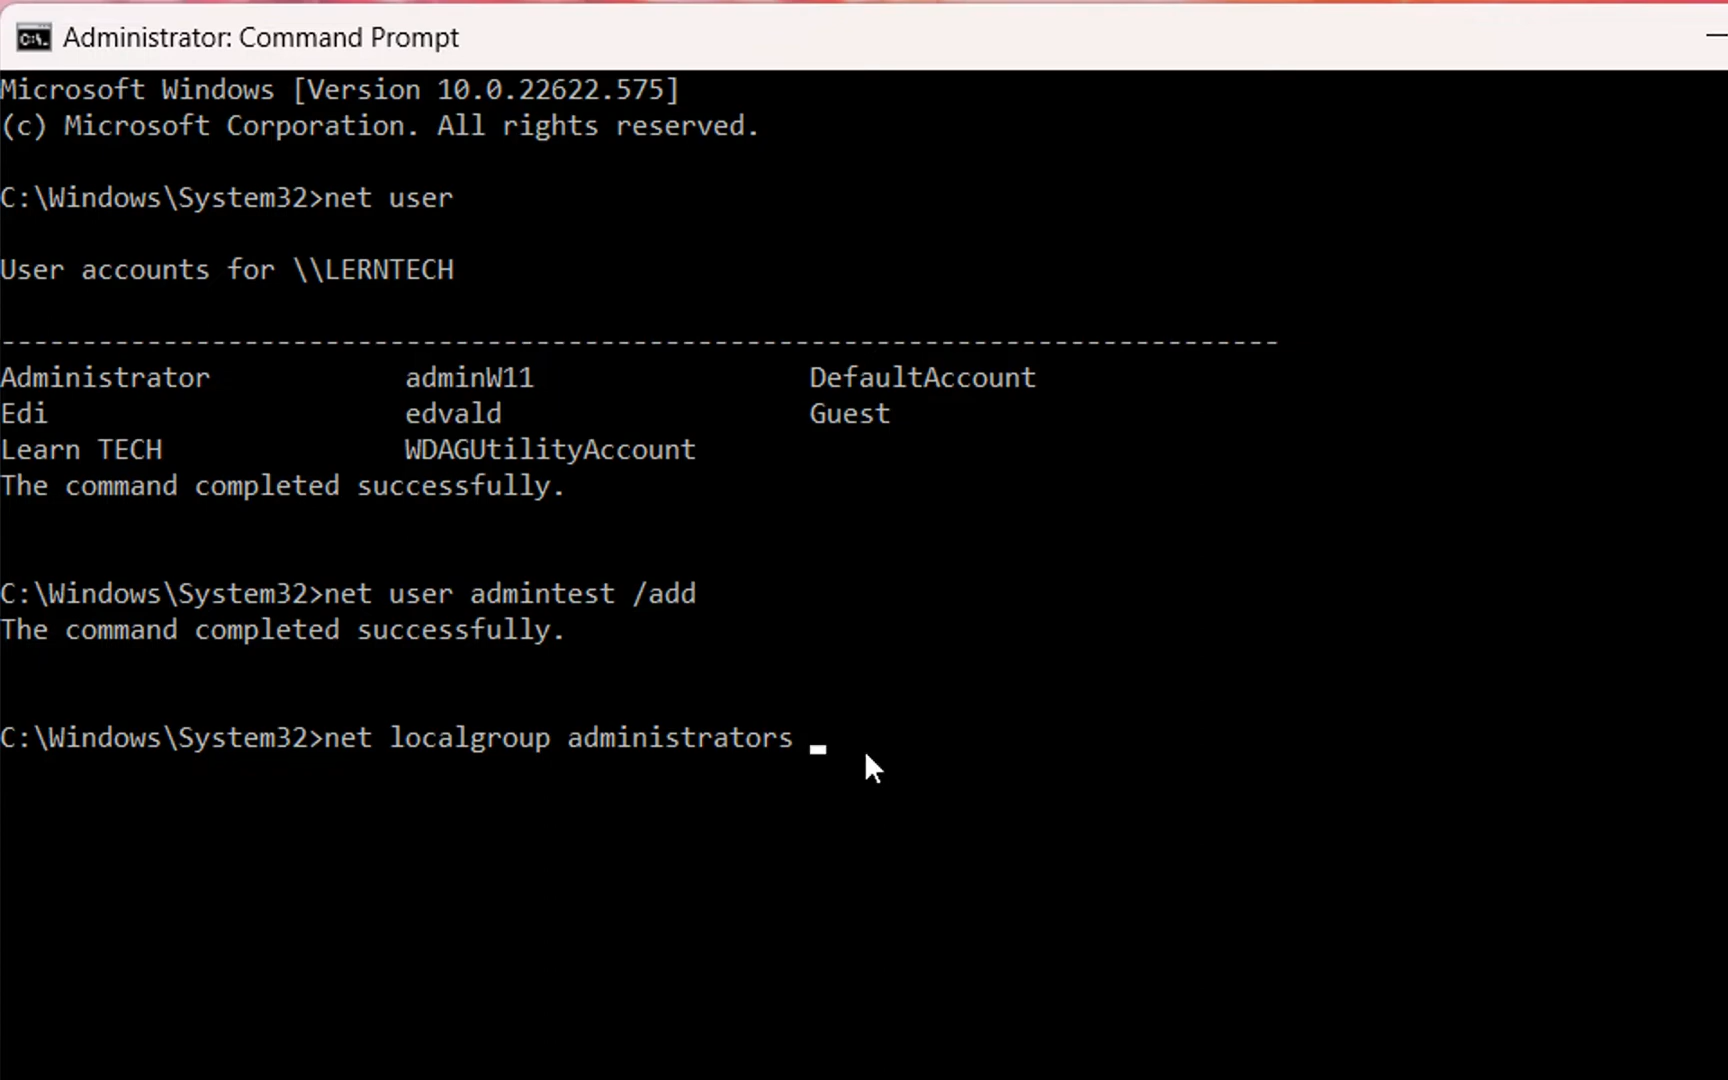 Administrator: Command Prompt
Microsoft Windows [Version 10.0.22622.575]
(c) Microsoft Corporation. All rights reserved.
C:\Windows\System32>net user
User accounts for \\LERNTECH
-------------------------------------------------------------------------------
Administrator adminW11 DefaultAccount
Edi edvald Guest
Learn TECH WDAGUtilityAccount
The command completed successfully.
C:\Windows\System32>net user admintest /add
The command completed successfully.
C:\Windows\System32>net localgroup administrators